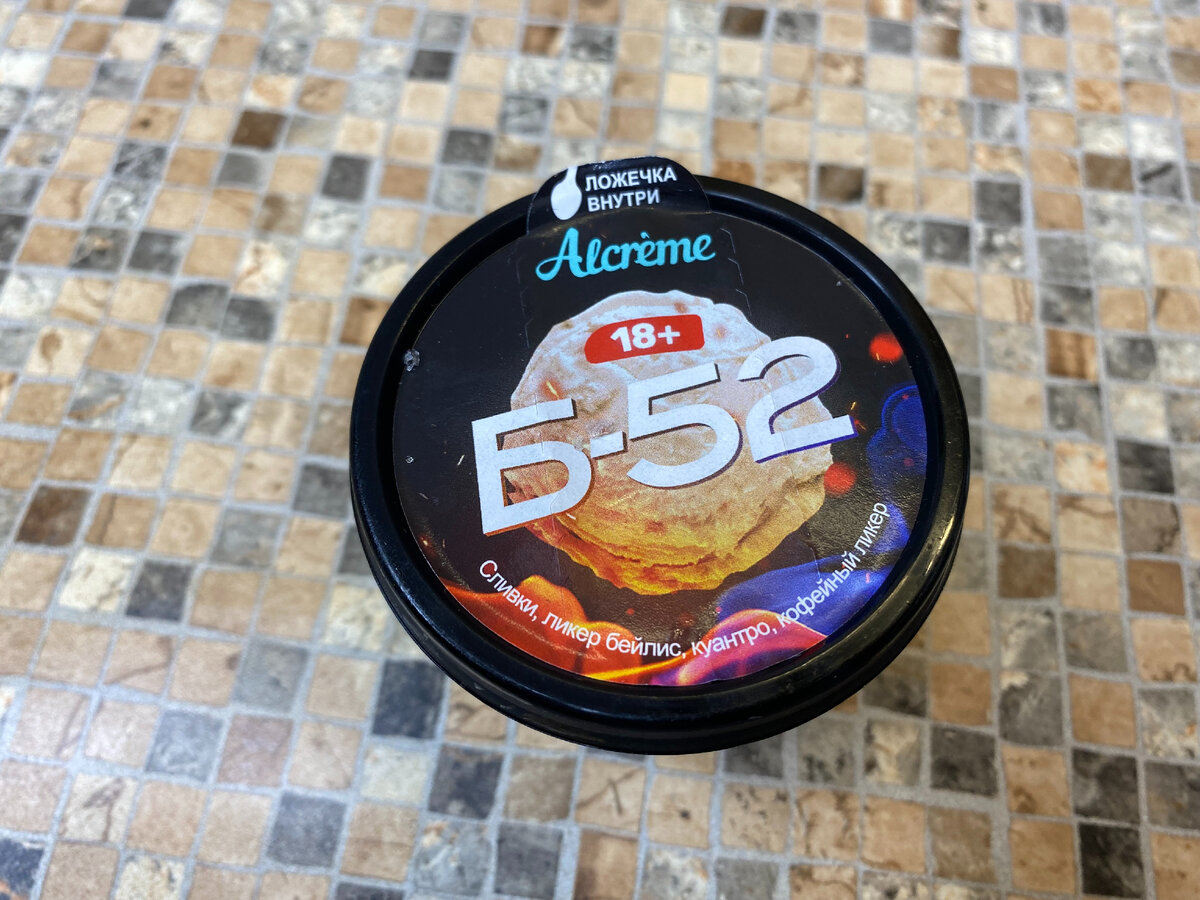 ЛОЖЕЧКА
ВНУТРИ
Alcrème
18+
Б-52
Сливки, ликер бейлис, куантро, кофейный ликер